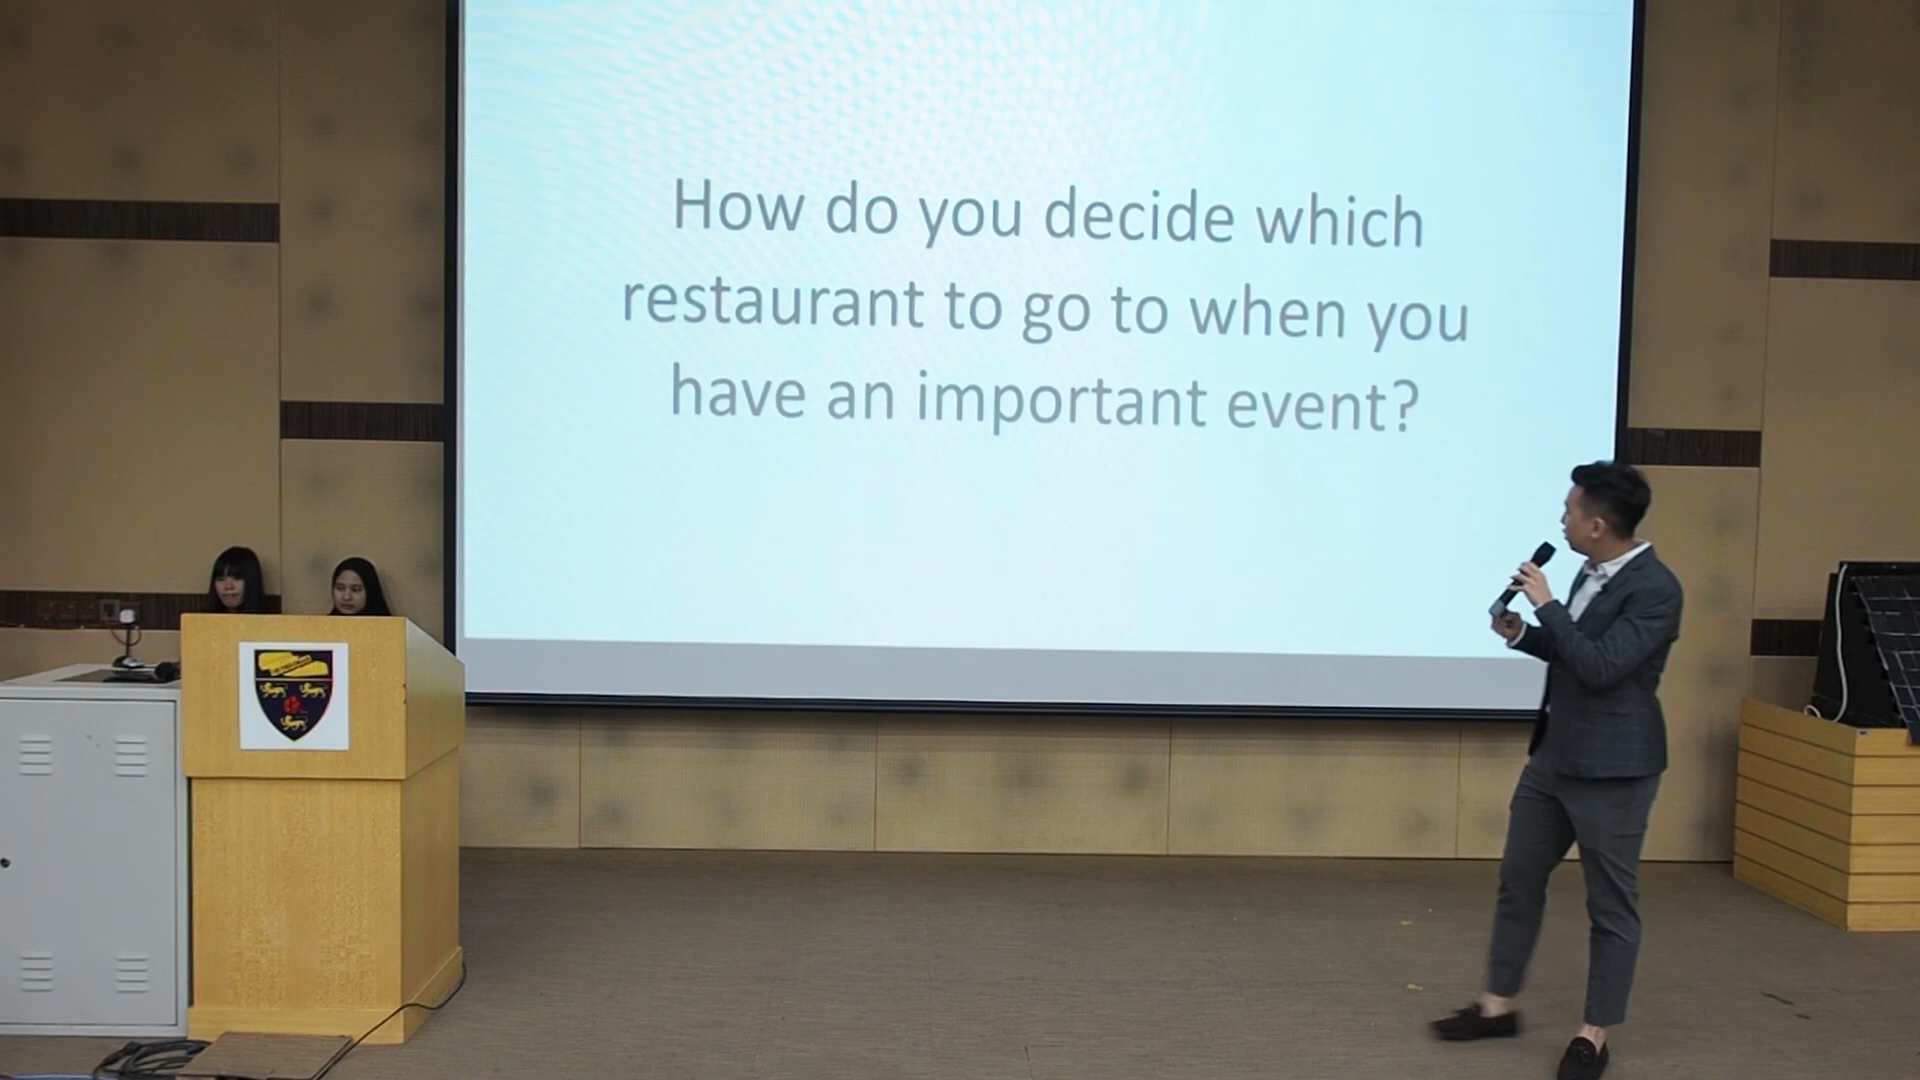 How do you decide which
restaurant to go to when you
have an important event?